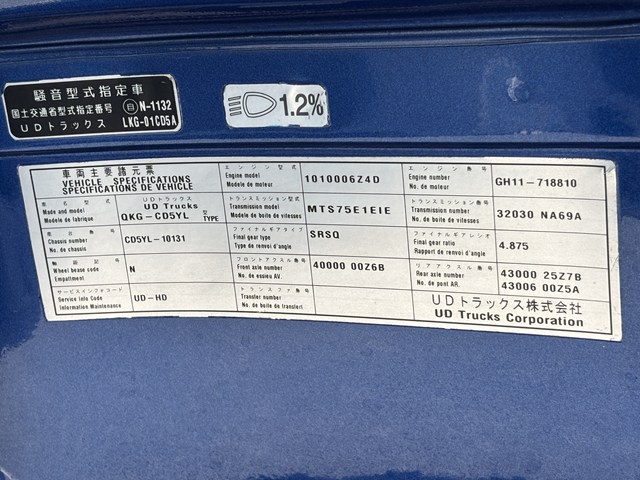 騒音型式指定車
国土交通省型式指定番号 自 N-1132
UDトラックス LKG-01CD5A
1.2%
車両主要諸元
VEHICLE SPECIFICATIONS
SPECIFICATIONS DE VEHICLE
エンジン型式
Engine model
Modele de moteur
1010006Z4D
エンジン番号
Engine number
No. de moteur
GH11-718810
車名型式
Made and model
Modele de fabrique
UDトラックス
UD Trucks
QKG-CD5YL 型 TYPE
トランスミッション型式
Transmission model
Modele de boite de vitesses
MTS75E1EIE
トランスミッション番号
Transmission number
No. de boite de vitesses
32030 NA69A
車台番号
Chassis number
No. de chassis
CD5YL-10131
ファイナルギアタイプ
Final gear type
Type de renvoi d'angle
SRSQ
ファイナルギアレシオ
Final gear ratio
Rapport de renvoi d'angle
4.875
Wheel base code
Empattement
N
フロントアクスル番号
Front axle number
No. de essieu AV.
40000 00Z6B
リアアクスル番号
Rear axle number
No. de pont AR.
43000 25Z7B
43006 00Z5A
サービスインフォコード
Service Info Code
Information Maintenance
UD-HD
トランスファ番号
Transfer number
No. de boite de transfert
UDトラックス株式会社
UD Trucks Corporation